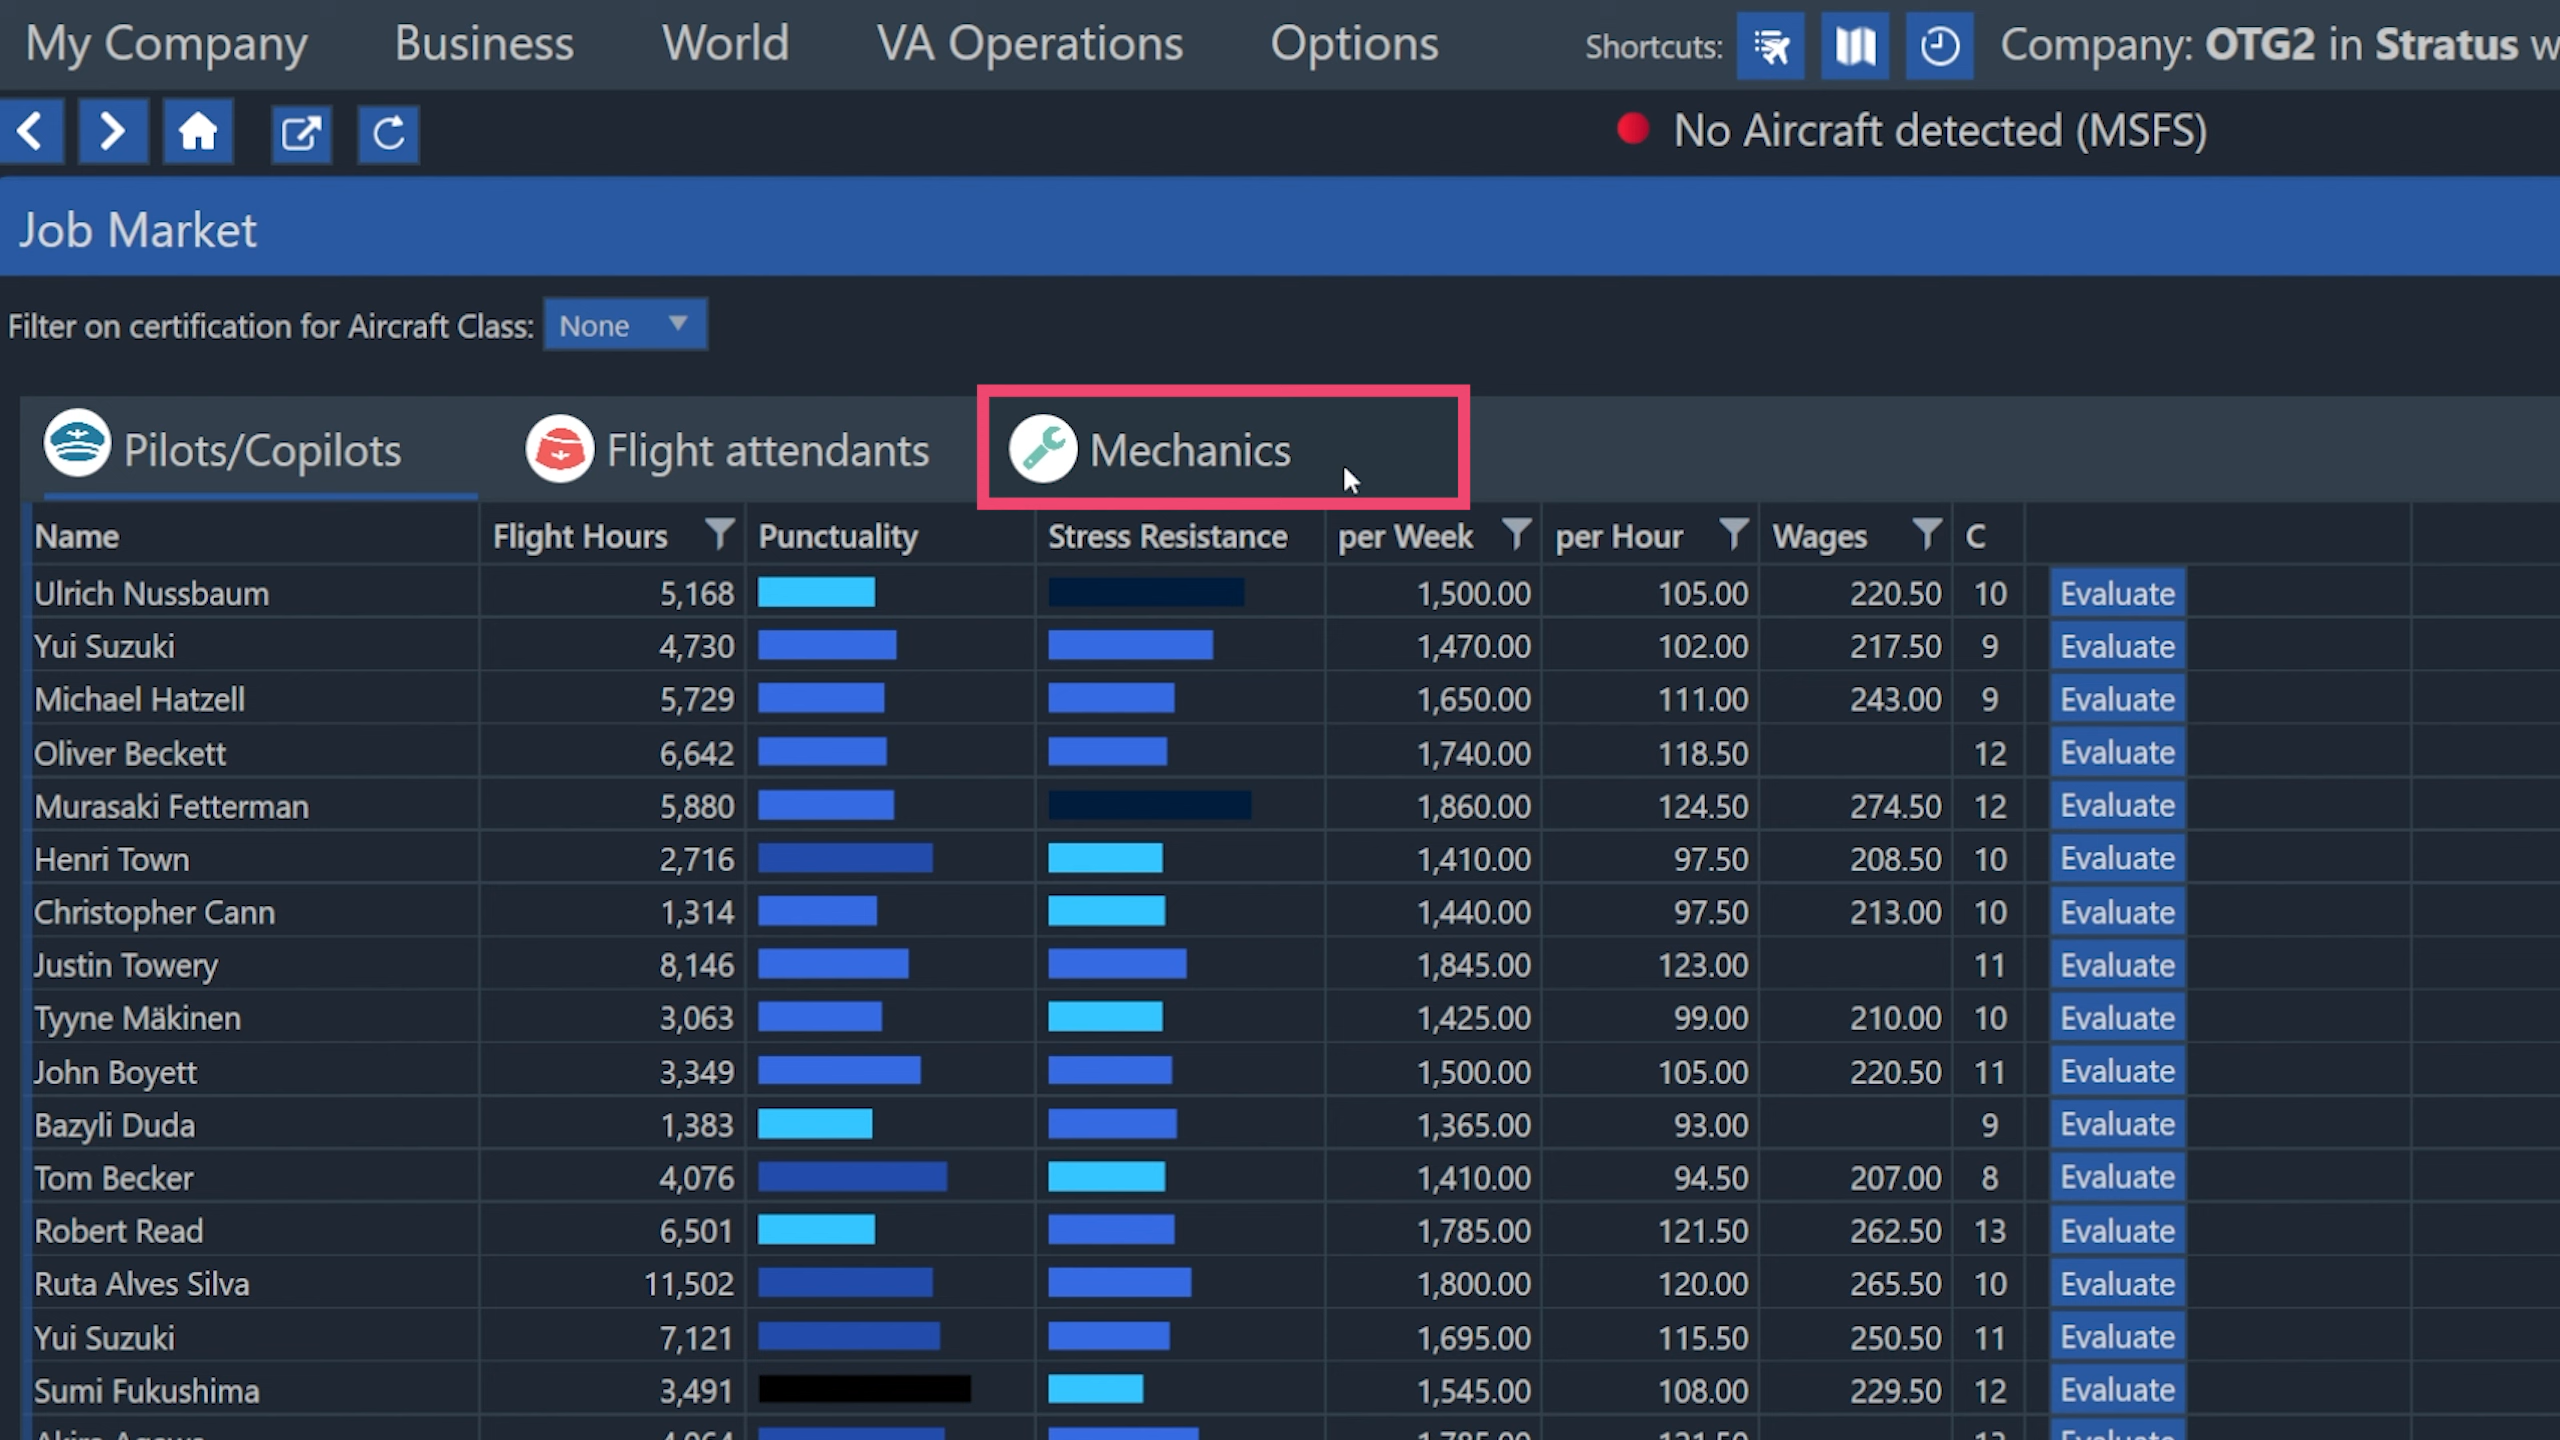 My Company Business World VA Operations Options Shortcuts: Company: OTG2 in Stratus w
No Aircraft detected (MSFS)
Job Market
Filter on certification for Aircraft Class: None
Pilots/Copilots Flight attendants Mechanics
Name Flight Hours Punctuality Stress Resistance per Week per Hour Wages C
Ulrich Nussbaum 5,168 1,500.00 105.00 220.50 10 Evaluate
Yui Suzuki 4,730 1,470.00 102.00 217.50 9 Evaluate
Michael Hatzell 5,729 1,650.00 111.00 243.00 9 Evaluate
Oliver Beckett 6,642 1,740.00 118.50 12 Evaluate
Murasaki Fetterman 5,880 1,860.00 124.50 274.50 12 Evaluate
Henri Town 2,716 1,410.00 97.50 208.50 10 Evaluate
Christopher Cann 1,314 1,440.00 97.50 213.00 10 Evaluate
Justin Towery 8,146 1,845.00 123.00 11 Evaluate
Tyyne Mäkinen 3,063 1,425.00 99.00 210.00 10 Evaluate
John Boyett 3,349 1,500.00 105.00 220.50 11 Evaluate
Bazyli Duda 1,383 1,365.00 93.00 9 Evaluate
Tom Becker 4,076 1,410.00 94.50 207.00 8 Evaluate
Robert Read 6,501 1,785.00 121.50 262.50 13 Evaluate
Ruta Alves Silva 11,502 1,800.00 120.00 265.50 10 Evaluate
Yui Suzuki 7,121 1,695.00 115.50 250.50 11 Evaluate
Sumi Fukushima 3,491 1,545.00 108.00 229.50 12 Evaluate